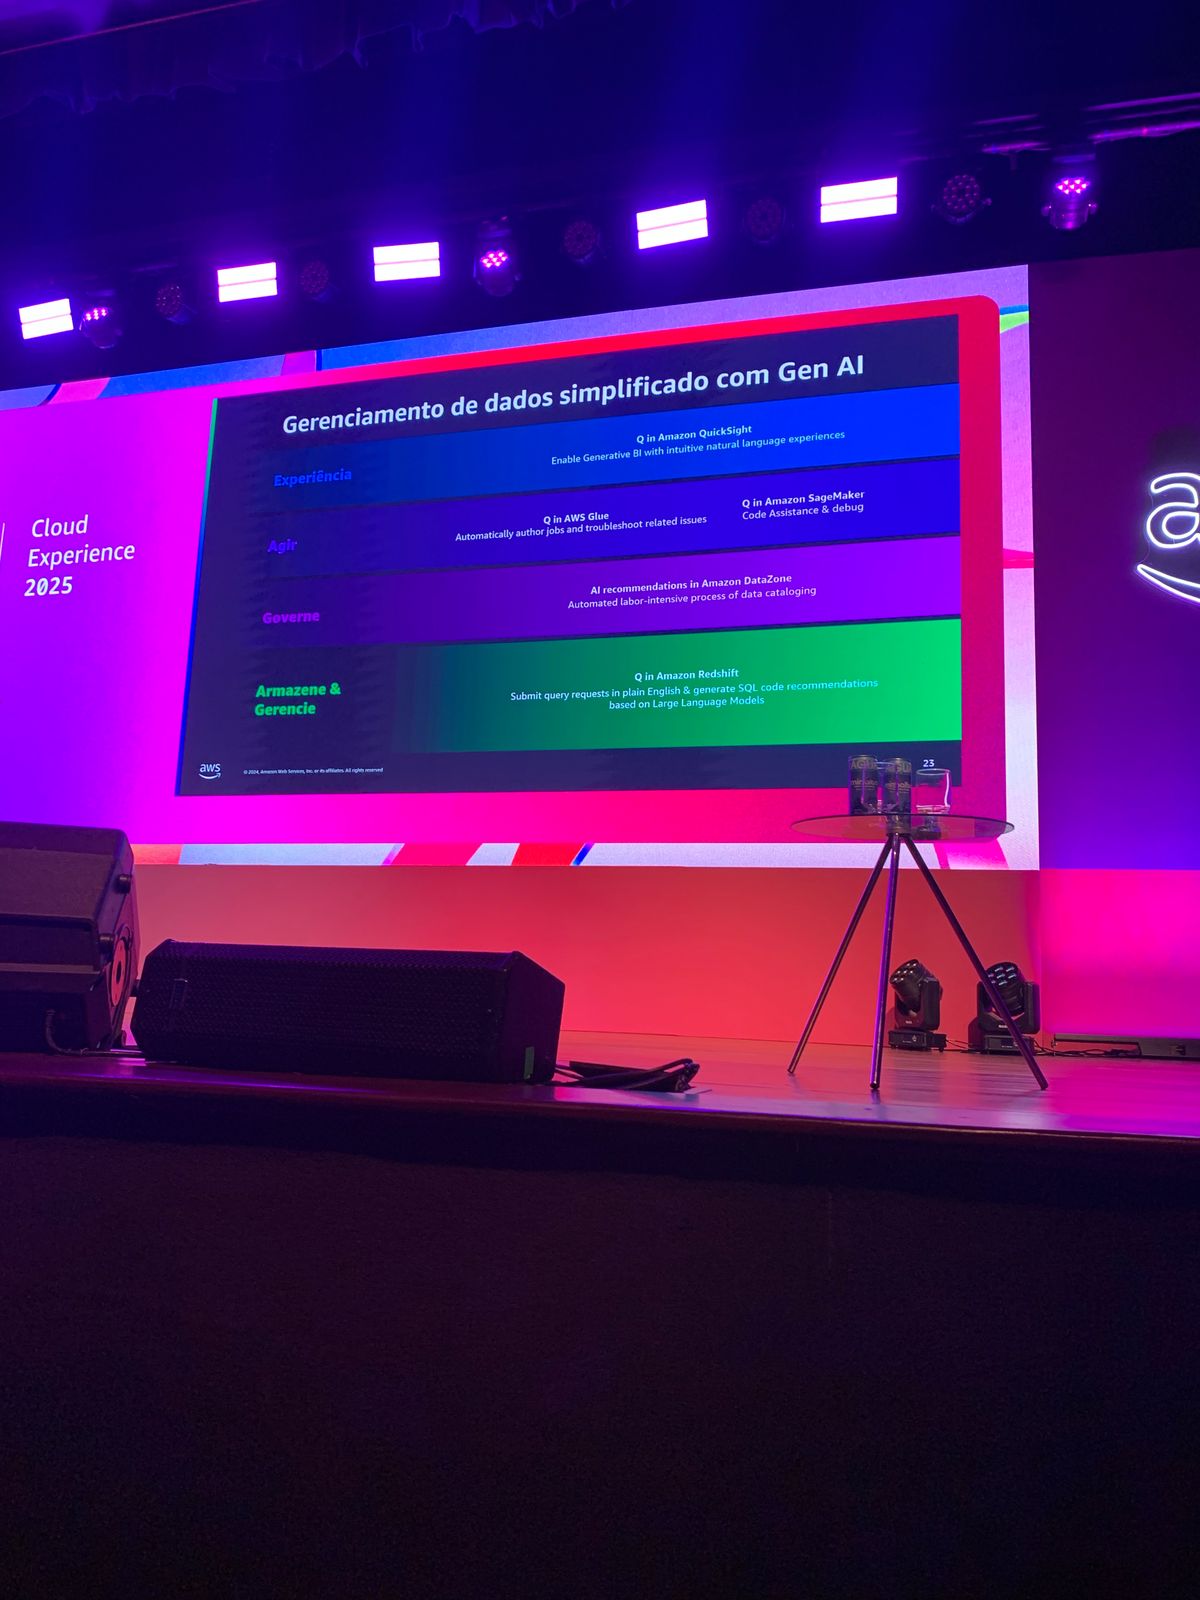 Cloud
Experience
2025
Gerenciamento de dados simplificado com Gen AI
Experiência
Q in Amazon QuickSight
Enable Generative BI with intuitive natural language experiences
Agir
Q in AWS Glue
Automatically author jobs and troubleshoot related issues
Q in Amazon SageMaker
Code Assistance & debug
Governe
AI recommendations in Amazon DataZone
Automated labor-intensive process of data cataloging
Armazene &
Gerencie
Q in Amazon Redshift
Submit query requests in plain English & generate SQL code recommendations
based on Large Language Models
aws
© 2024, Amazon Web Services, Inc. or its affiliates. All rights reserved
23
a